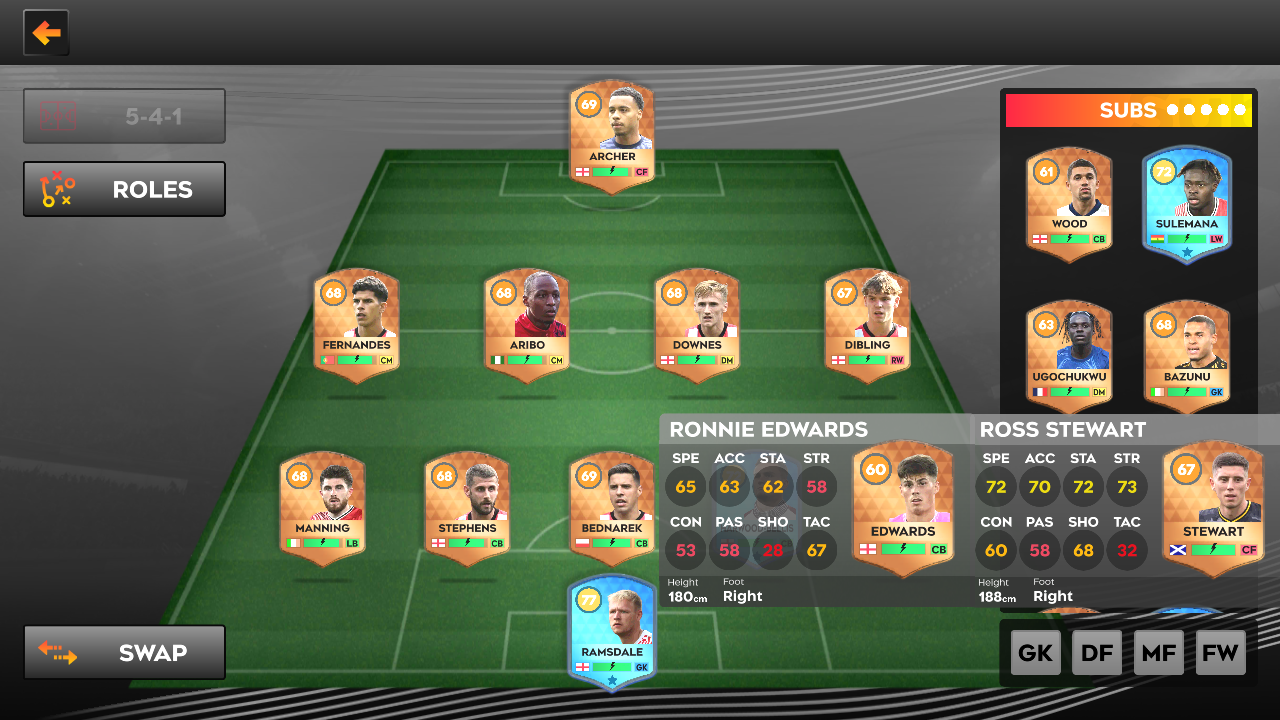 5-4-1
ROLES
SWAP
69
ARCHER
CF
68
FERNANDES
CM
68
ARIBO
CM
68
DOWNES
DM
67
DIBLING
RW
68
MANNING
LB
68
STEPHENS
CB
69
BEDNAREK
CB
77
RAMSDALE
GK
SUBS
61
WOOD
CB
72
SULEMANA
LW
63
UGOCHUKWU
DM
68
BAZUNU
GK
RONNIE EDWARDS
SPE ACC STA STR
65 63 62 58
CON PAS SHO TAC
53 58 28 67
Height Foot
180cm Right
60
EDWARDS
CB
ROSS STEWART
SPE ACC STA STR
72 70 72 73
CON PAS SHO TAC
60 58 68 32
Height Foot
188cm Right
67
STEWART
CF
GK DF MF FW